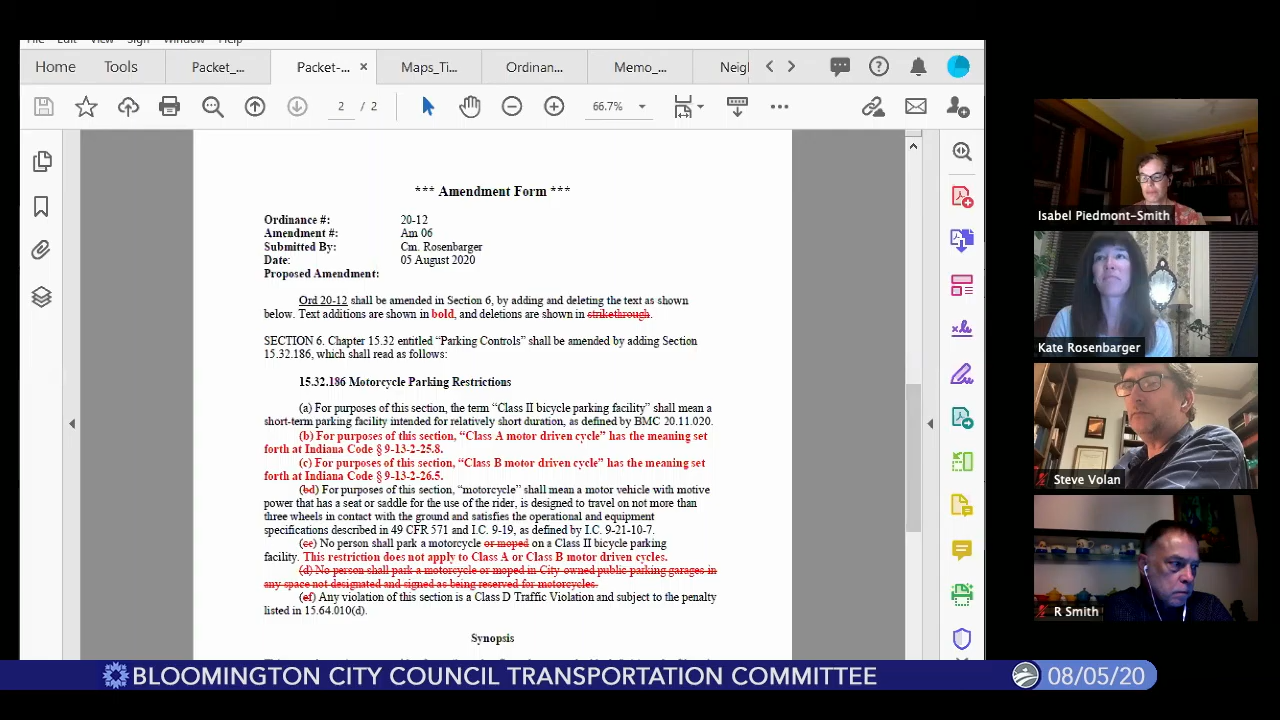 File Edit View Sign Window Help
Home Tools Packet_... Packet-... × Maps_Ti... Ordinan... Memo_... Neigl
2 / 2 66.7%
*** Amendment Form ***
Ordinance #: 20-12
Amendment #: Am 06
Submitted By: Cm. Rosenbarger
Date: 05 August 2020
Proposed Amendment:
Ord 20-12 shall be amended in Section 6, by adding and deleting the text as shown
below. Text additions are shown in bold, and deletions are shown in strikethrough.
SECTION 6. Chapter 15.32 entitled “Parking Controls” shall be amended by adding Section
15.32.186, which shall read as follows:
15.32.186 Motorcycle Parking Restrictions
(a) For purposes of this section, the term “Class II bicycle parking facility” shall mean a
short-term parking facility intended for relatively short duration, as defined by BMC 20.11.020.
(b) For purposes of this section, “Class A motor driven cycle” has the meaning set
forth at Indiana Code § 9-13-2-25.8.
(c) For purposes of this section, “Class B motor driven cycle” has the meaning set
forth at Indiana Code § 9-13-2-26.5.
(bd) For purposes of this section, “motorcycle” shall mean a motor vehicle with motive
power that has a seat or saddle for the use of the rider, is designed to travel on not more than
three wheels in contact with the ground and satisfies the operational and equipment
specifications described in 49 CFR 571 and I.C. 9-19, as defined by I.C. 9-21-10-7.
(ce) No person shall park a motorcycle or moped on a Class II bicycle parking
facility. This restriction does not apply to Class A or Class B motor driven cycles.
(d) No person shall park a motorcycle or moped in City-owned public parking garages in
any space not designated and signed as being reserved for motorcycles.
(ef) Any violation of this section is a Class D Traffic Violation and subject to the penalty
listed in 15.64.010(d).
Synopsis
Isabel Piedmont-Smith
Kate Rosenbarger
Steve Volan
R Smith
BLOOMINGTON CITY COUNCIL TRANSPORTATION COMMITTEE 08/05/20